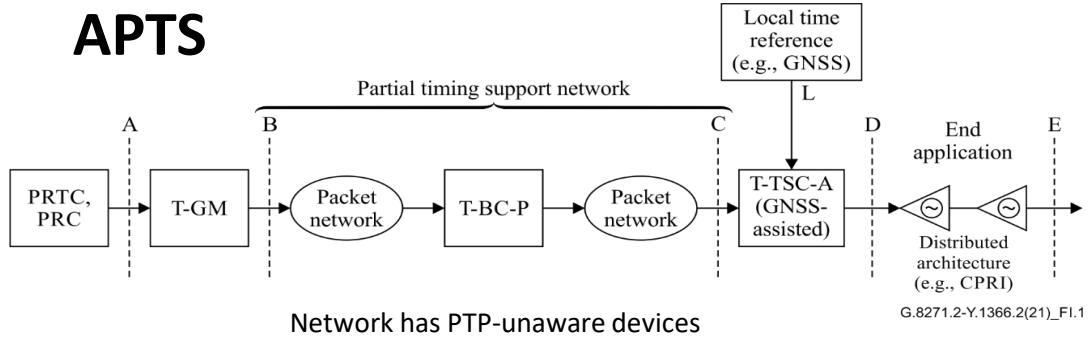 APTS
Local time
reference
(e.g., GNSS)
L
Partial timing support network
A
B
C
D
End
application
E
PRTC,
PRC
T-GM
Packet
network
T-BC-P
Packet
network
T-TSC-A
(GNSS-
assisted)
Distributed
architecture
(e.g., CPRI)
G.8271.2-Y.1366.2(21)_FI.1
Network has PTP-unaware devices